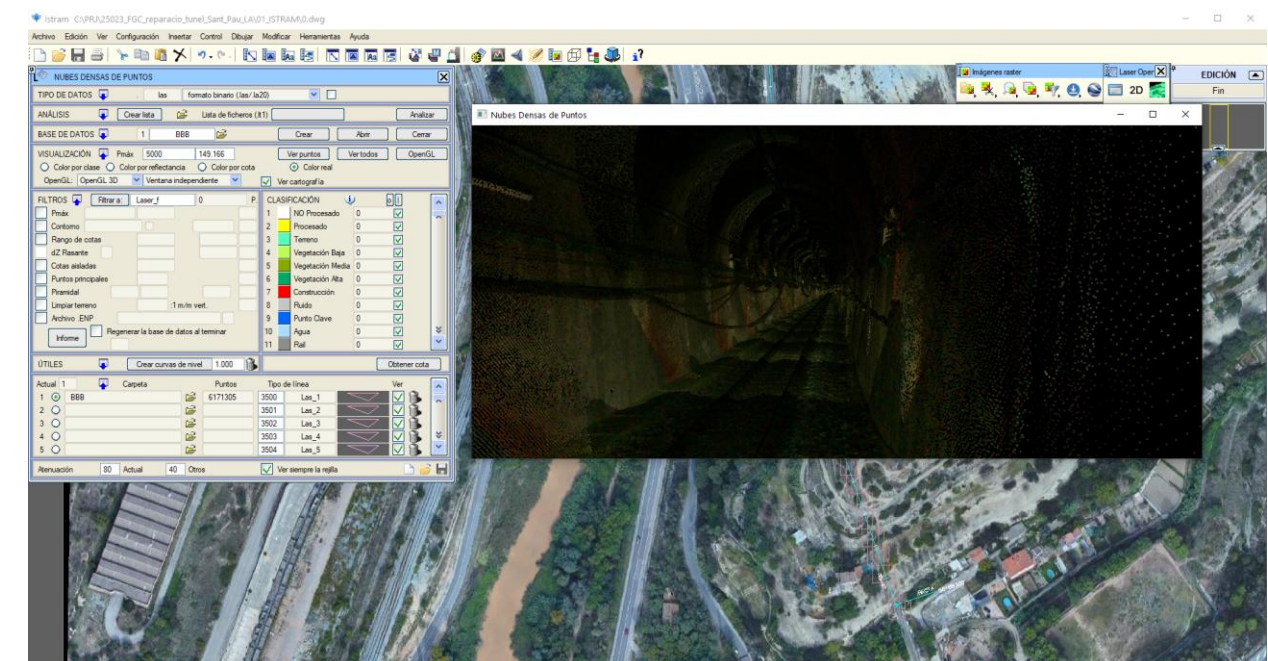 Istram C:\PRJ\25023_FGC_reparacio_tunel_Sant_Pau_LA\01_ISTRAM\0.dwg
Archivo Edición Ver Configuración Insertar Control Dibujar Modificar Herramientas Ayuda
NUBES DENSAS DE PUNTOS
TIPO DE DATOS las formato binario (.las/.la20)
ANÁLISIS Crear lista Lista de ficheros (.lt1) Analizar
BASE DE DATOS 1 BBB Crear Abrir Cerrar
VISUALIZACIÓN Pmáx 5000 149.166 Ver puntos Ver todos OpenGL
Color por clase Color por reflectancia Color por cota Color real
OpenGL: OpenGL 3D Ventana independiente Ver cartografía
FILTROS Filtrar a: Laser_f 0 P.
Pmáx
Contorno
Rango de cotas
dZ Rasante
Cotas aisladas
Puntos principales
Piramidal
Limpiar terreno :1 m/m vert.
Archivo .ENP
Informe Regenerar la base de datos al terminar
CLASIFICACIÓN
1 NO Procesado 0
2 Procesado 0
3 Terreno 0
4 Vegetación Baja 0
5 Vegetación Media 0
6 Vegetación Alta 0
7 Construcción 0
8 Ruido 0
9 Punto Clave 0
10 Agua 0
11 Rail 0
ÚTILES Crear curvas de nivel 1.000 Obtener cota
Actual 1 Carpeta Puntos Tipo de línea Ver
1 BBB 6171305 3500 Las_1
2 3501 Las_2
3 3502 Las_3
4 3503 Las_4
5 3504 Las_5
Atenuación 80 Actual 40 Otros Ver siempre la rejilla
Nubes Densas de Puntos
Imágenes raster
Laser Oper
2D
EDICIÓN
Fin